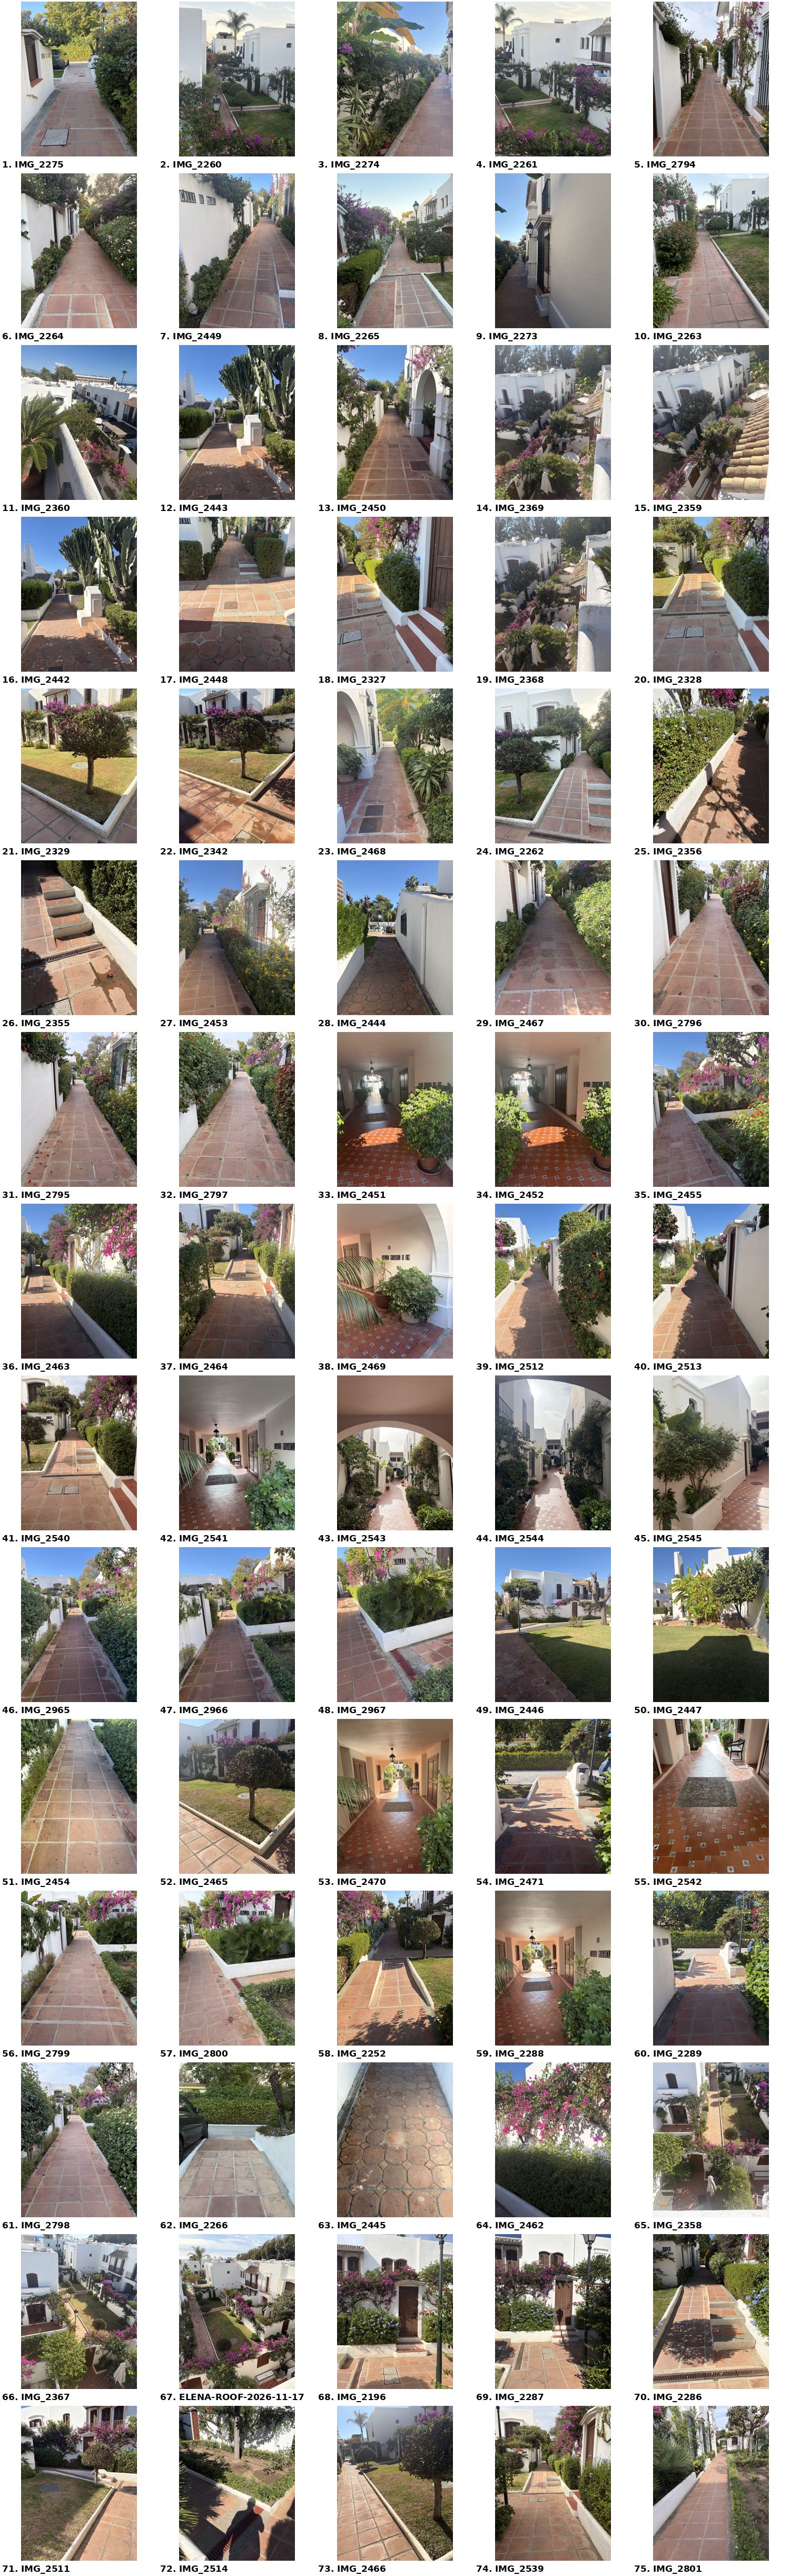 1. IMG_2275
2. IMG_2260
3. IMG_2274
4. IMG_2261
5. IMG_2794
6. IMG_2264
7. IMG_2449
8. IMG_2265
9. IMG_2273
10. IMG_2263
11. IMG_2360
12. IMG_2443
13. IMG_2450
14. IMG_2369
15. IMG_2359
16. IMG_2442
17. IMG_2448
18. IMG_2327
19. IMG_2368
20. IMG_2328
21. IMG_2329
22. IMG_2342
23. IMG_2468
24. IMG_2262
25. IMG_2356
26. IMG_2355
27. IMG_2453
28. IMG_2444
29. IMG_2467
30. IMG_2796
31. IMG_2795
32. IMG_2797
33. IMG_2451
34. IMG_2452
35. IMG_2455
36. IMG_2463
37. IMG_2464
38. IMG_2469
39. IMG_2512
40. IMG_2513
41. IMG_2540
42. IMG_2541
43. IMG_2543
44. IMG_2544
45. IMG_2545
46. IMG_2965
47. IMG_2966
48. IMG_2967
49. IMG_2446
50. IMG_2447
51. IMG_2454
52. IMG_2465
53. IMG_2470
54. IMG_2471
55. IMG_2542
56. IMG_2799
57. IMG_2800
58. IMG_2252
59. IMG_2288
60. IMG_2289
61. IMG_2798
62. IMG_2266
63. IMG_2445
64. IMG_2462
65. IMG_2358
66. IMG_2367
67. ELENA-ROOF-2026-11-17
68. IMG_2196
69. IMG_2287
70. IMG_2286
71. IMG_2511
72. IMG_2514
73. IMG_2466
74. IMG_2539
75. IMG_2801